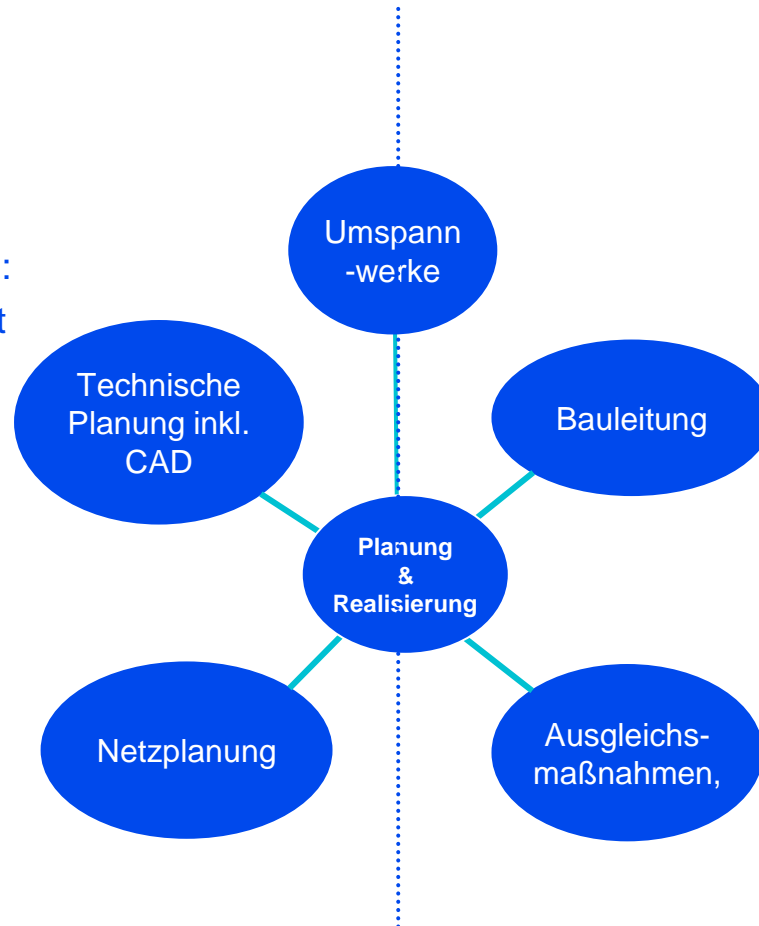 Umspann
-werke
:
t
Technische
Planung inkl.
CAD
Bauleitung
Planung
&
Realisierung
Netzplanung
Ausgleichs-
maßnahmen,